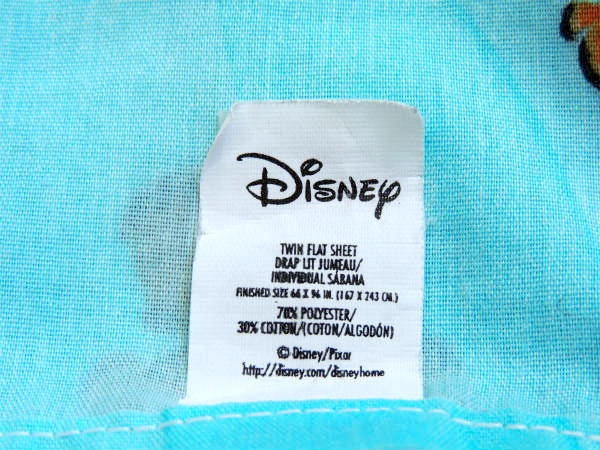 Disney
TWIN FLAT SHEET
DRAP LIT JUMEAU/
INDIVIDUAL SÁBANA
FINISHED SIZE 66 X 96 IN. (167 X 243 CM.)
70% POLYESTER/
30% COTTON/(COTON/ALGODÓN)
© Disney/Pixar
http://disney.com/disneyhome